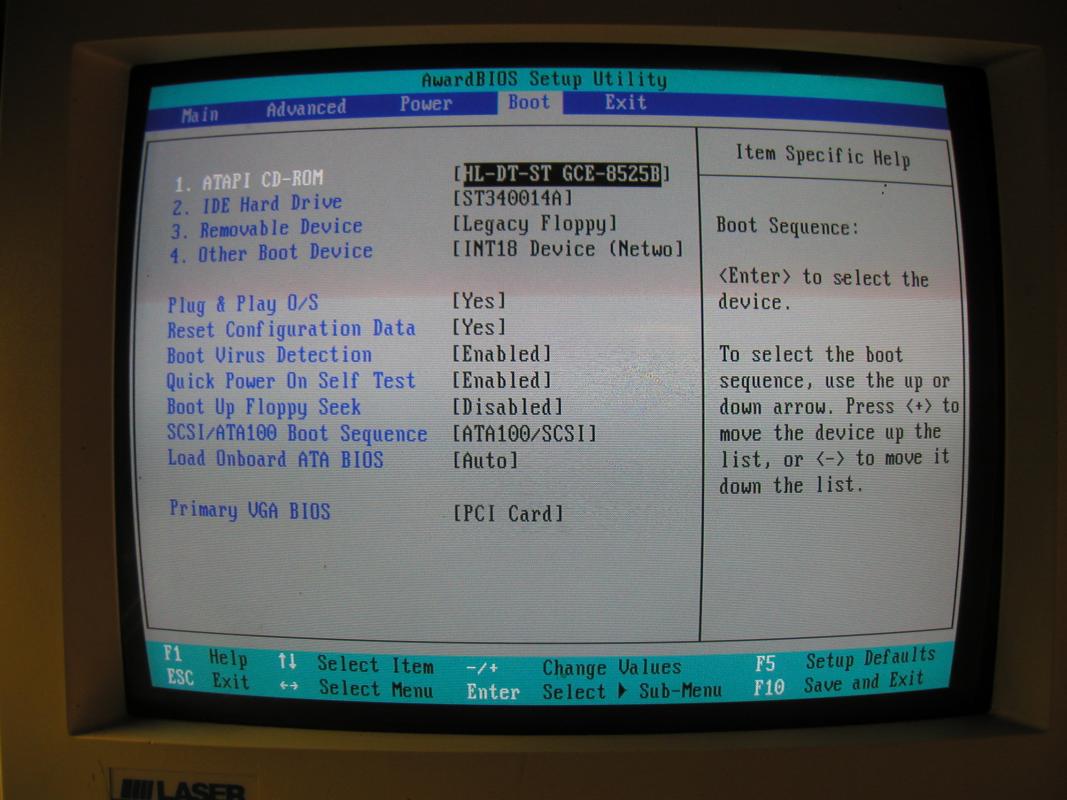 AwardBIOS Setup Utility
Main Advanced Power Boot Exit
1. ATAPI CD-ROM [HL-DT-ST GCE-8525B]
2. IDE Hard Drive [ST340014A]
3. Removable Device [Legacy Floppy]
4. Other Boot Device [INT18 Device (Netwo]
Plug & Play O/S [Yes]
Reset Configuration Data [Yes]
Boot Virus Detection [Enabled]
Quick Power On Self Test [Enabled]
Boot Up Floppy Seek [Disabled]
SCSI/ATA100 Boot Sequence [ATA100/SCSI]
Load Onboard ATA BIOS [Auto]
Primary VGA BIOS [PCI Card]
Item Specific Help
Boot Sequence:
<Enter> to select the
device.
To select the boot
sequence, use the up or
down arrow. Press <+> to
move the device up the
list, or <-> to move it
down the list.
F1 Help ↑↓ Select Item -/+ Change Values F5 Setup Defaults
ESC Exit ↔ Select Menu Enter Select ▶ Sub-Menu F10 Save and Exit
LASER